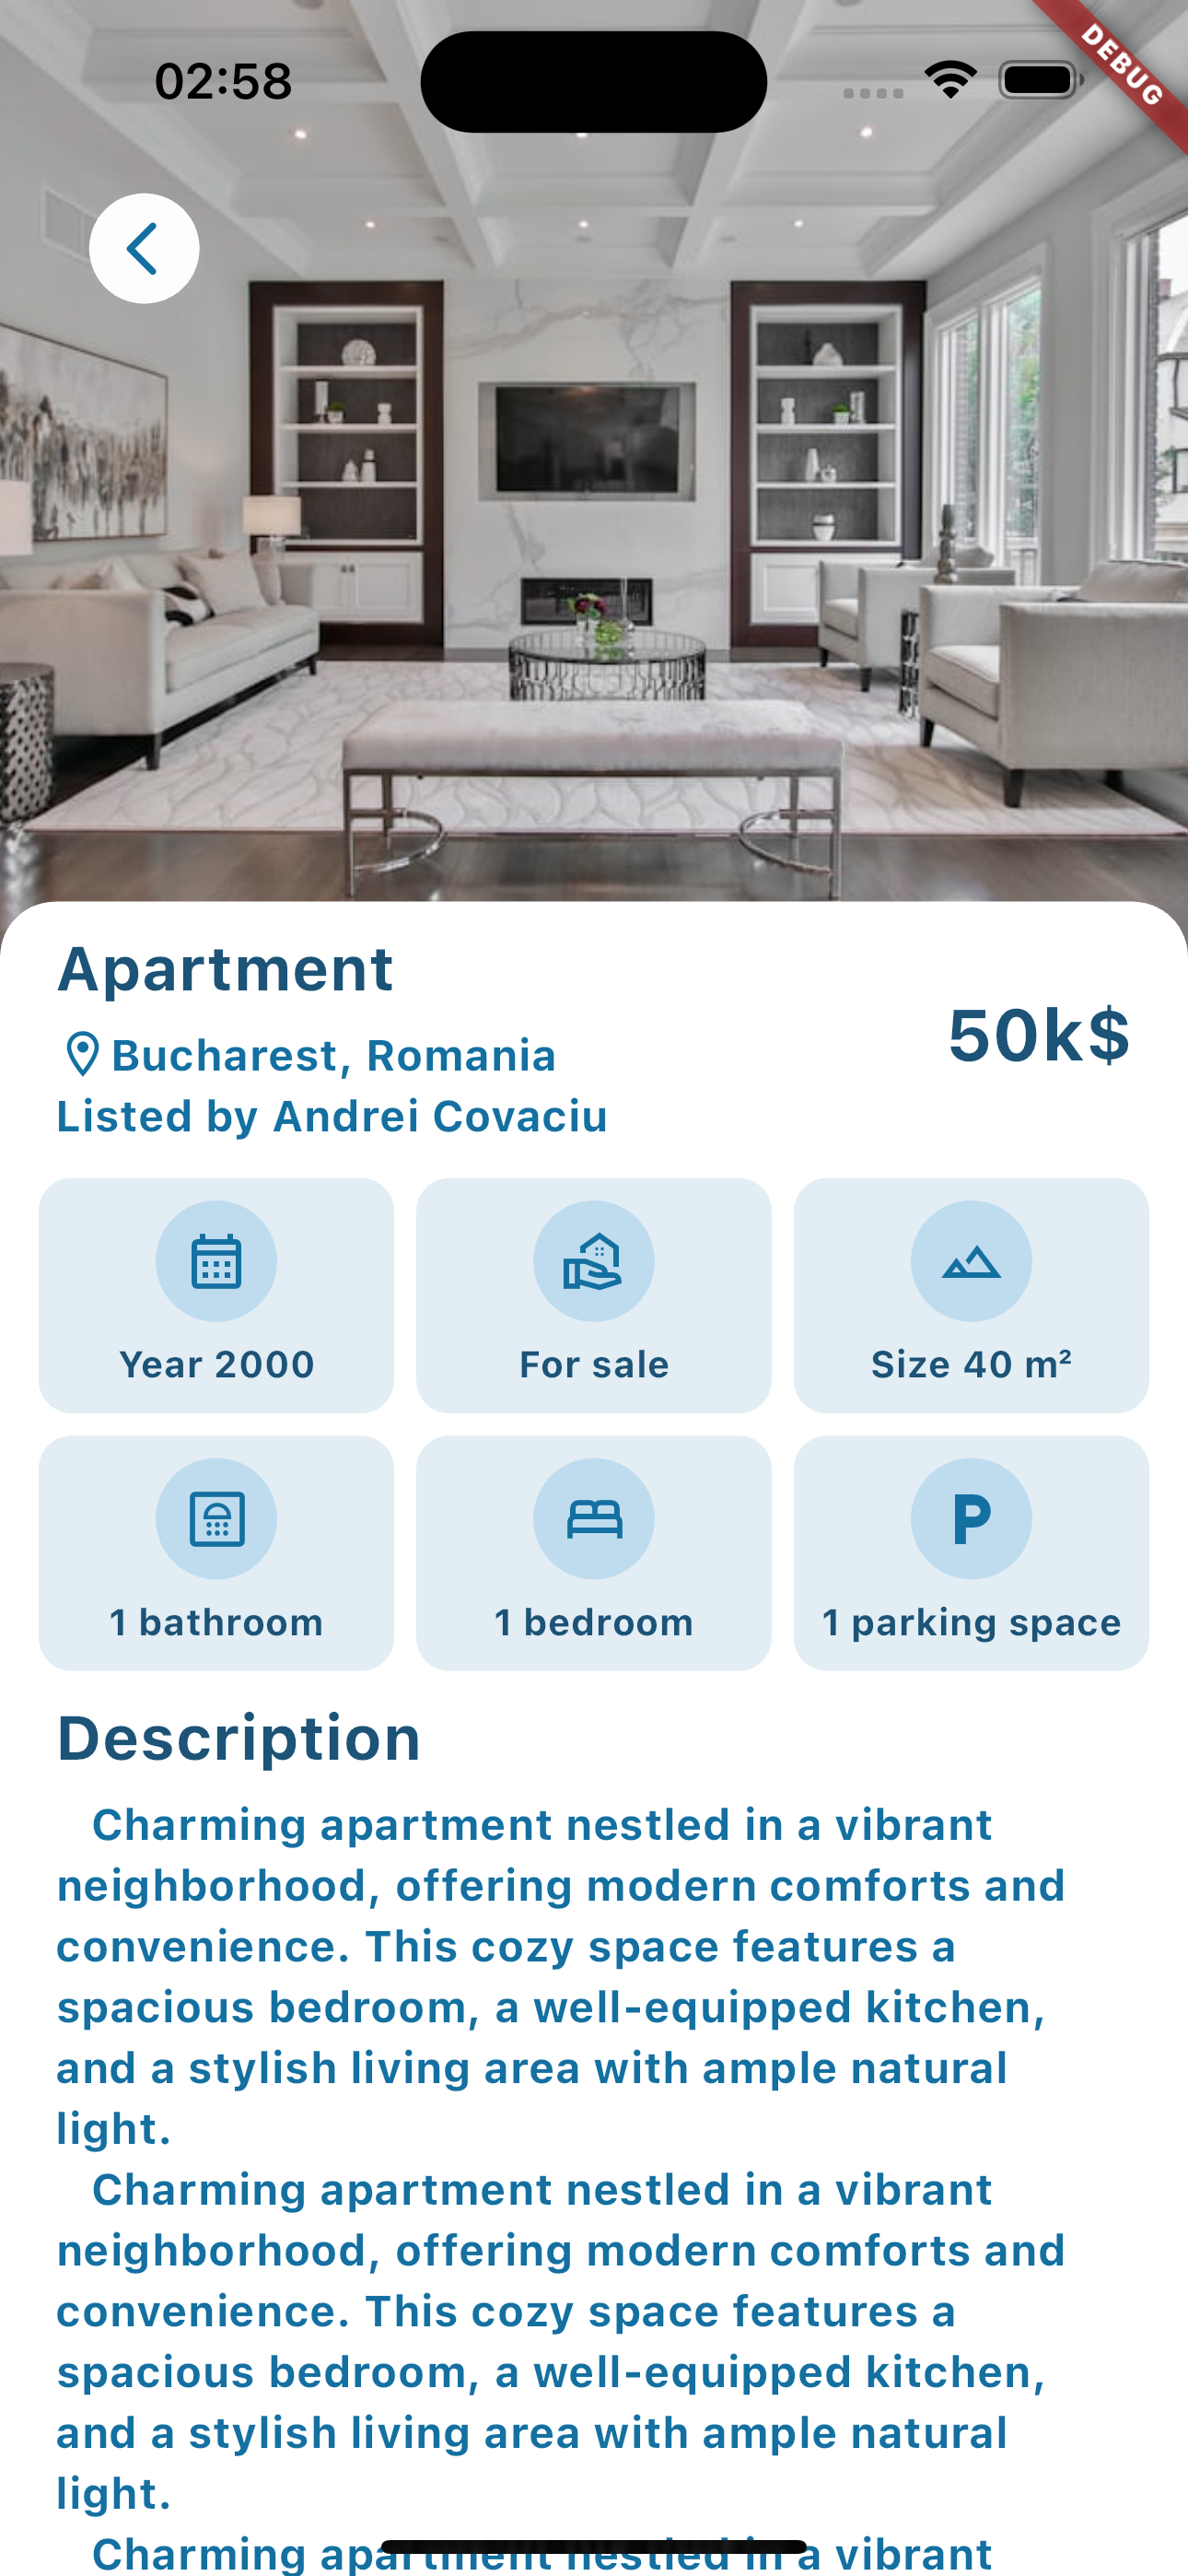 02:58
DEBUG
Apartment
50k$
Bucharest, Romania
Listed by Andrei Covaciu
Year 2000
For sale
Size 40 m²
1 bathroom
1 bedroom
P
1 parking space
Description
Charming apartment nestled in a vibrant
neighborhood, offering modern comforts and
convenience. This cozy space features a
spacious bedroom, a well-equipped kitchen,
and a stylish living area with ample natural
light.
Charming apartment nestled in a vibrant
neighborhood, offering modern comforts and
convenience. This cozy space features a
spacious bedroom, a well-equipped kitchen,
and a stylish living area with ample natural
light.
Charming apartment nestled in a vibrant